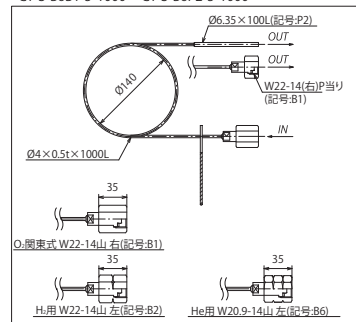 Ø6.35×100L(記号:P2)
OUT
OUT
Ø140
W22-14(右)P当り
(記号:B1)
IN
Ø4×0.5t×1000L
35
O₂関東式 W22-14山 右(記号:B1)
35
35
H₂用 W22-14山 左(記号:B2)
He用 W20.9-14山 左(記号:B6)